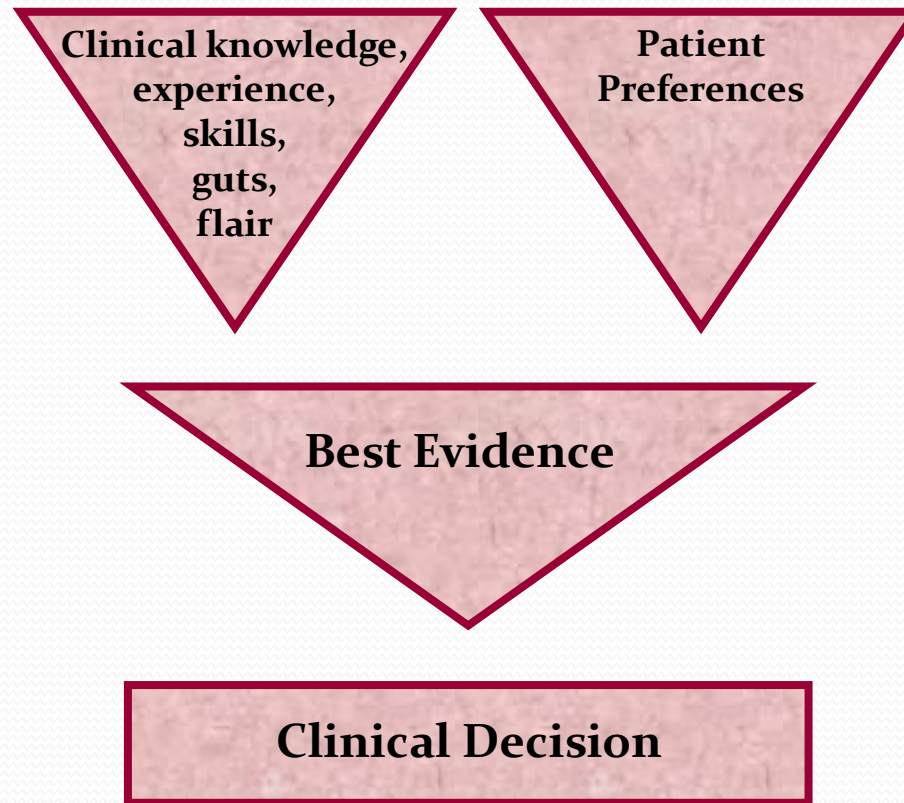 Clinical knowledge,
experience,
skills,
guts,
flair
Patient
Preferences
Best Evidence
Clinical Decision